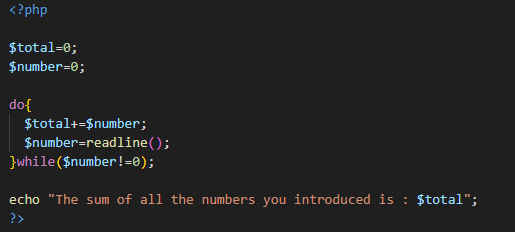 <?php
$total=0;
$number=0;
do{
$total+=$number;
$number=readline();
}while($number!=0);
echo "The sum of all the numbers you introduced is : $total";
?>